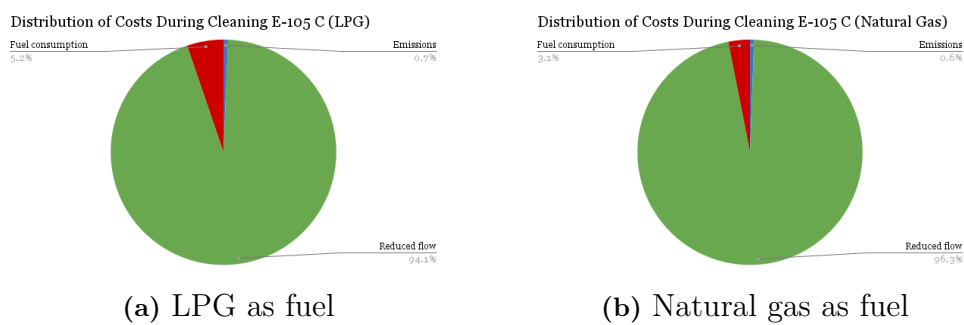 Distribution of Costs During Cleaning E-105 C (LPG)
Fuel consumption
5.2%
Emissions
0.7%
Reduced flow
94.1%
(a) LPG as fuel
Distribution of Costs During Cleaning E-105 C (Natural Gas)
Fuel consumption
3.1%
Emissions
0.6%
Reduced flow
96.3%
(b) Natural gas as fuel